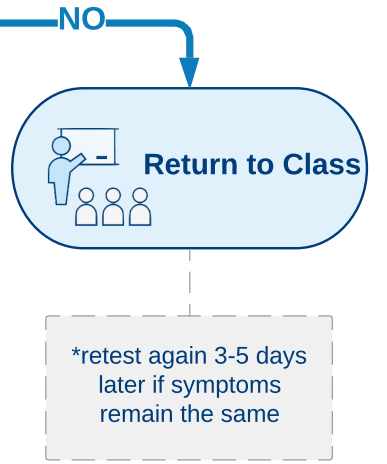 NO
Return to Class
*retest again 3-5 days
later if symptoms
remain the same